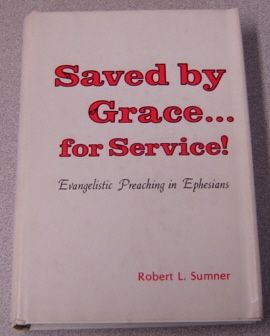 Saved by
Grace...
for Service!
Evangelistic Preaching in Ephesians
Robert L. Sumner